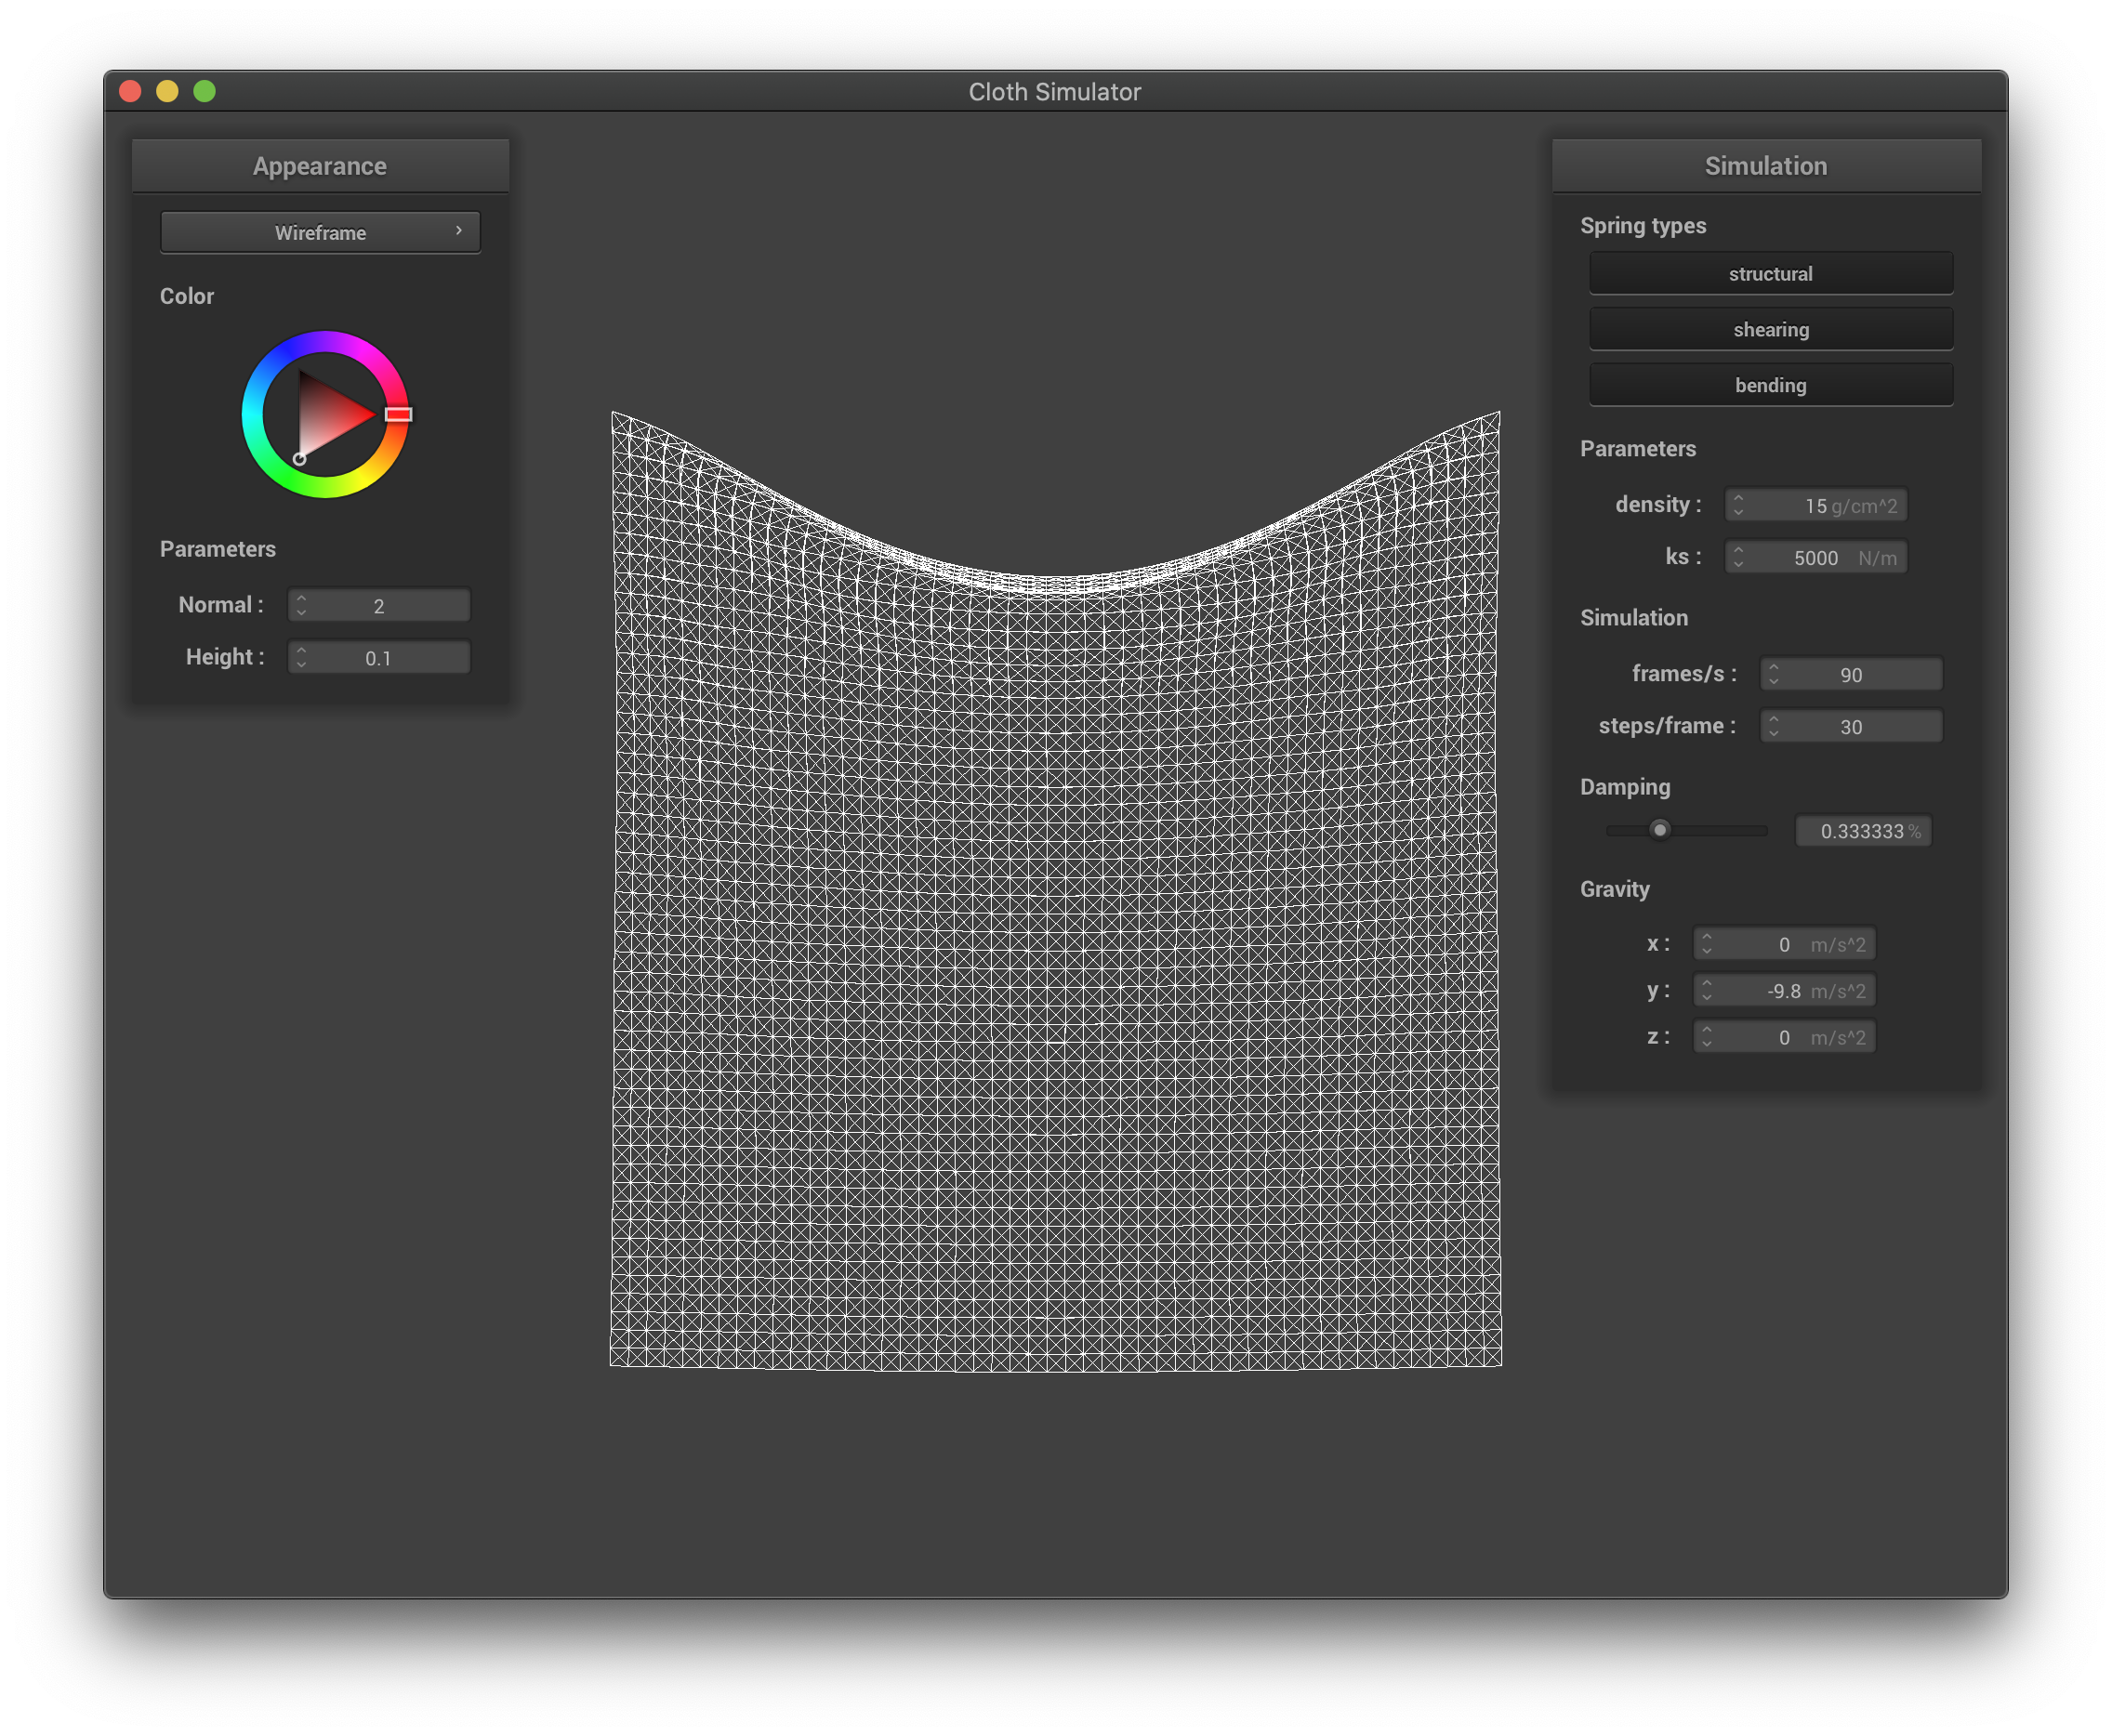 Cloth Simulator
Appearance
Wireframe
Color
Parameters
Normal : 2
Height : 0.1
Simulation
Spring types
structural
shearing
bending
Parameters
density : 15 g/cm^2
ks : 5000 N/m
Simulation
frames/s : 90
steps/frame : 30
Damping
0.333333 %
Gravity
x : 0 m/s^2
y : -9.8 m/s^2
z : 0 m/s^2